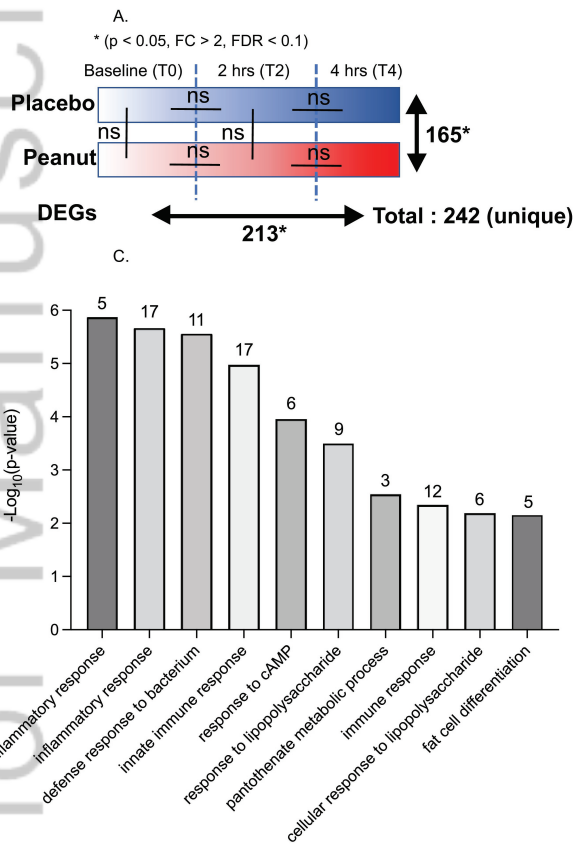 A.
* (p < 0.05, FC > 2, FDR < 0.1)
Baseline (T0) 2 hrs (T2) 4 hrs (T4)
Placebo ns ns
ns ns 165*
Peanut ns ns
DEGs Total : 242 (unique)
213*
C.
5 17 11 17 6 9 3 12 6 5
6
5
4
3
2
1
0
-Log10(p-value)
inflammatory response
defense response to bacterium
innate immune response
response to cAMP
response to lipopolysaccharide
pantothenate metabolic process
immune response
cellular response to lipopolysaccharide
fat cell differentiation